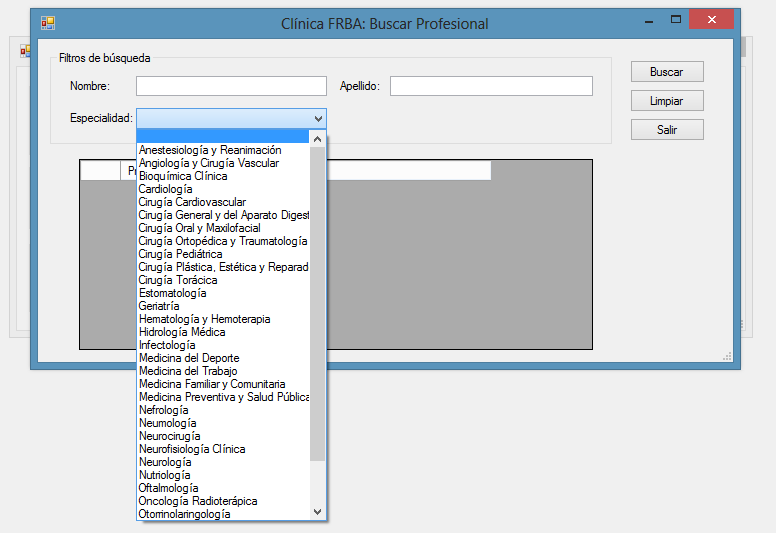 Clínica FRBA: Buscar Profesional
Filtros de búsqueda
Nombre: Apellido:
Especialidad:
Buscar
Limpiar
Salir
Anestesiología y Reanimación
Angiología y Cirugía Vascular
Bioquímica Clínica
Cardiología
Cirugía Cardiovascular
Cirugía General y del Aparato Digest
Cirugía Oral y Maxilofacial
Cirugía Ortopédica y Traumatología
Cirugía Pediátrica
Cirugía Plástica, Estética y Reparad
Cirugía Torácica
Estomatología
Geriatría
Hematología y Hemoterapia
Hidrología Médica
Infectología
Medicina del Deporte
Medicina del Trabajo
Medicina Familiar y Comunitaria
Medicina Preventiva y Salud Pública
Nefrología
Neumología
Neurocirugía
Neurofisiología Clínica
Neurología
Nutriología
Oftalmología
Oncología Radioterápica
Otorrinolaringología